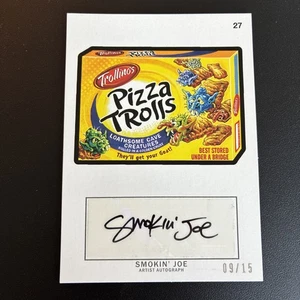 27
Trollino's
Pizza
Trolls
LOATHSOME CAVE
CREATURES
They'll get your Goat!
BEST STORED
UNDER A BRIDGE
Smokin' Joe
SMOKIN' JOE
ARTIST AUTOGRAPH
09/15